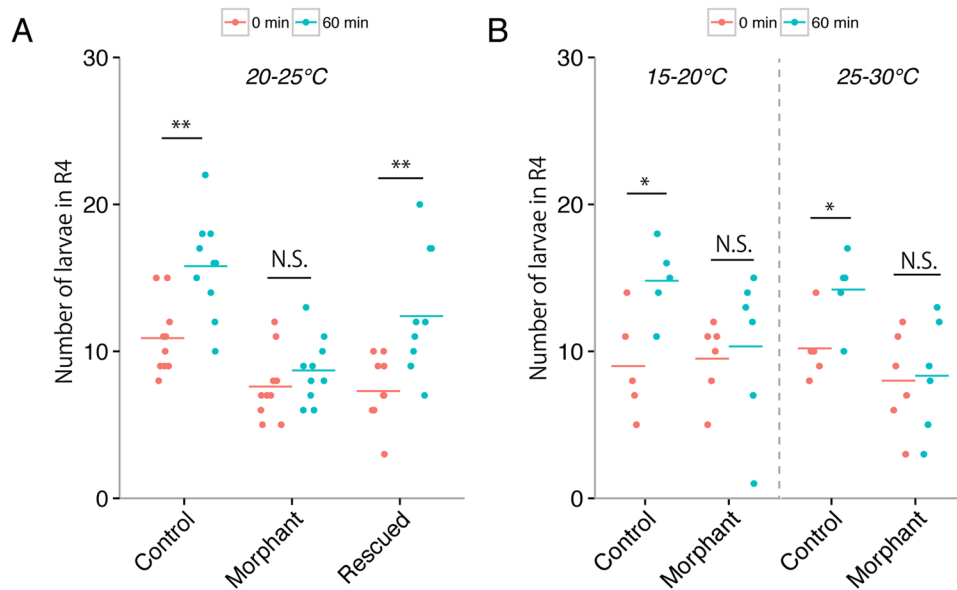 A
0 min 60 min
20-25°C
Number of larvae in R4
30
20
10
0
**
N.S.
**
Control
Morphant
Rescued
B
0 min 60 min
15-20°C
25-30°C
Number of larvae in R4
30
20
10
0
*
N.S.
*
N.S.
Control
Morphant
Control
Morphant